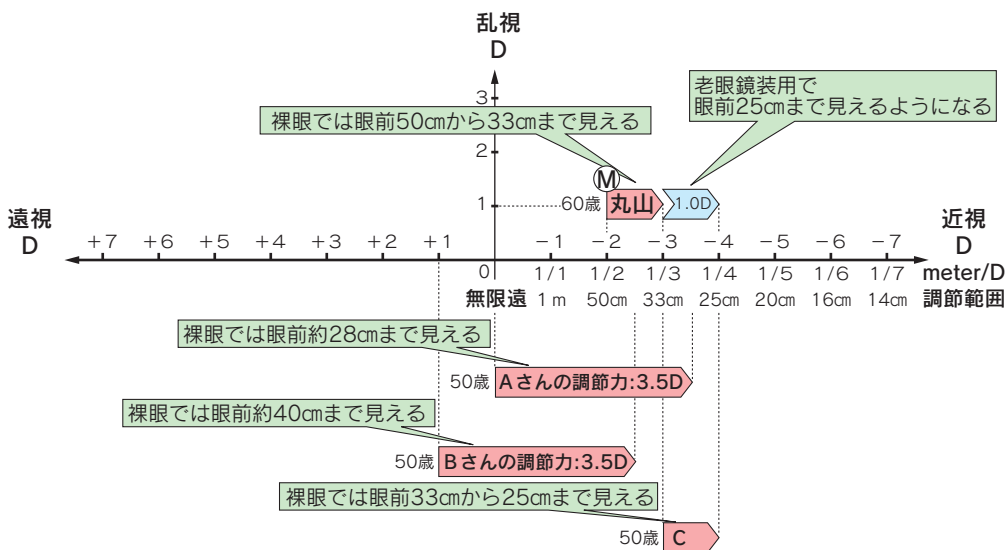 乱視
D
老眼鏡装用で
眼前25㎝まで見えるようになる
3
裸眼では眼前50㎝から33㎝まで見える
2
M
60歳
丸山
1.0D
1
遠視
D
+7 +6 +5 +4 +3 +2 +1 −1 −2 −3 −4 −5 −6 −7
近視
D
0 1/1 1/2 1/3 1/4 1/5 1/6 1/7 meter/D
無限遠 1m 50㎝ 33㎝ 25㎝ 20㎝ 16㎝ 14㎝ 調節範囲
裸眼では眼前約28㎝まで見える
50歳 Aさんの調節力:3.5D
裸眼では眼前約40㎝まで見える
50歳 Bさんの調節力:3.5D
裸眼では眼前33㎝から25㎝まで見える
50歳 C